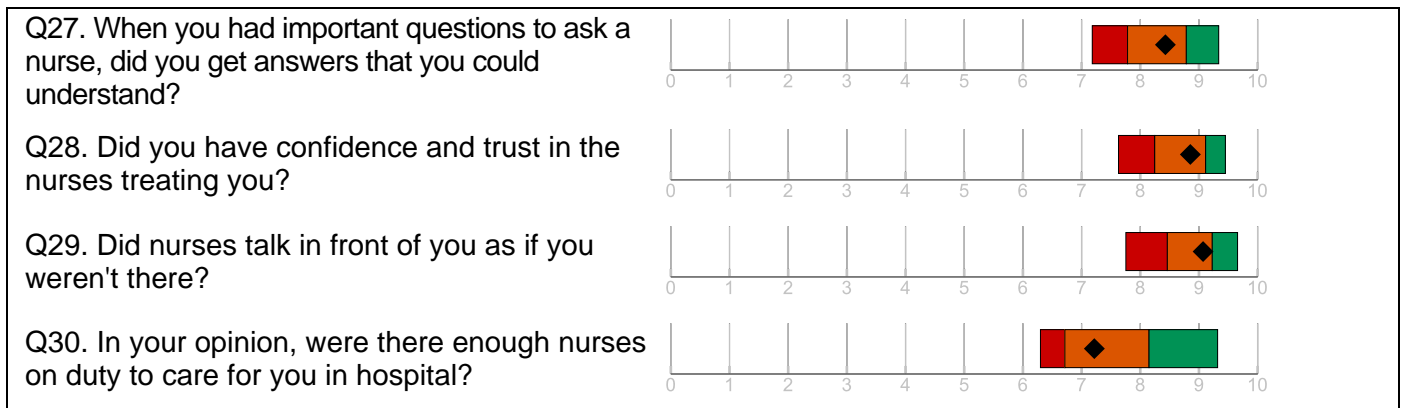 Q27. When you had important questions to ask a
nurse, did you get answers that you could
understand?
0 1 2 3 4 5 6 7 8 9 10
Q28. Did you have confidence and trust in the
nurses treating you?
0 1 2 3 4 5 6 7 8 9 10
Q29. Did nurses talk in front of you as if you
weren't there?
0 1 2 3 4 5 6 7 8 9 10
Q30. In your opinion, were there enough nurses
on duty to care for you in hospital?
0 1 2 3 4 5 6 7 8 9 10